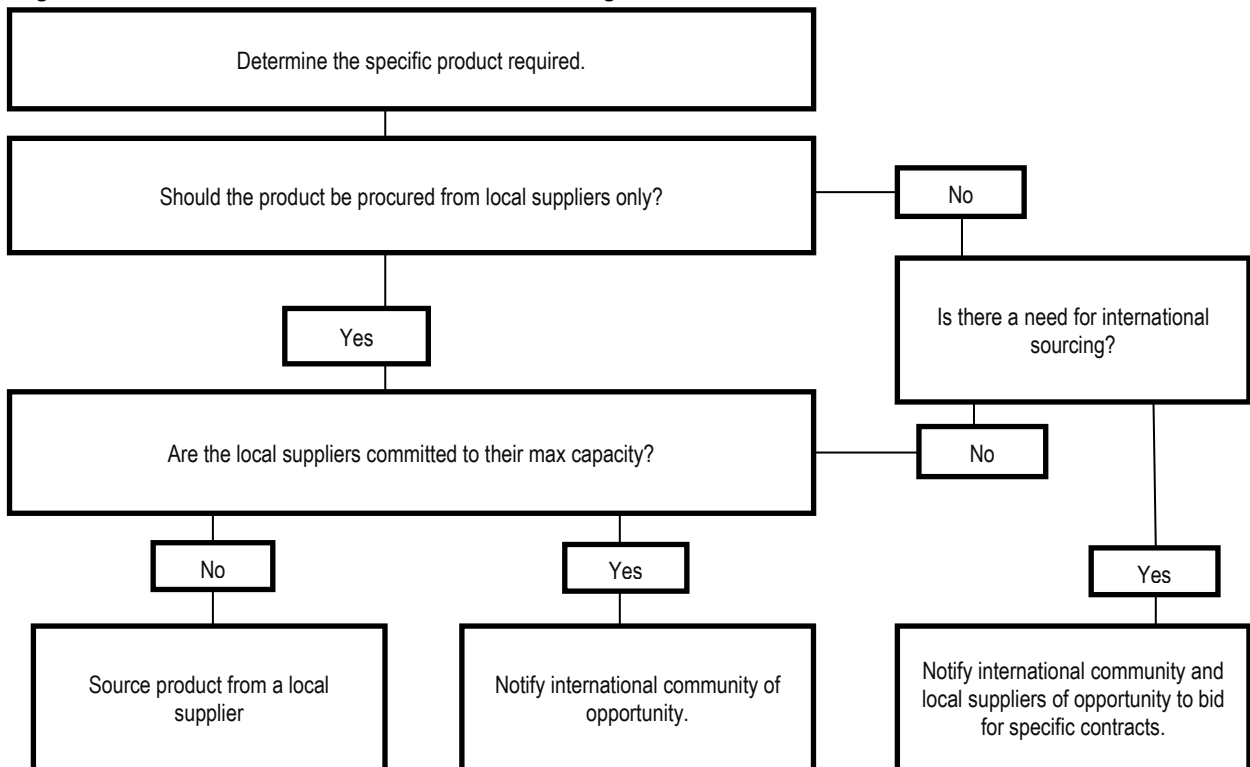 Determine the specific product required.
Should the product be procured from local suppliers only?
No
Is there a need for international
sourcing?
Yes
Are the local suppliers committed to their max capacity?
No
No
Yes
Yes
Source product from a local
supplier
Notify international community of
opportunity.
Notify international community and
local suppliers of opportunity to bid
for specific contracts.